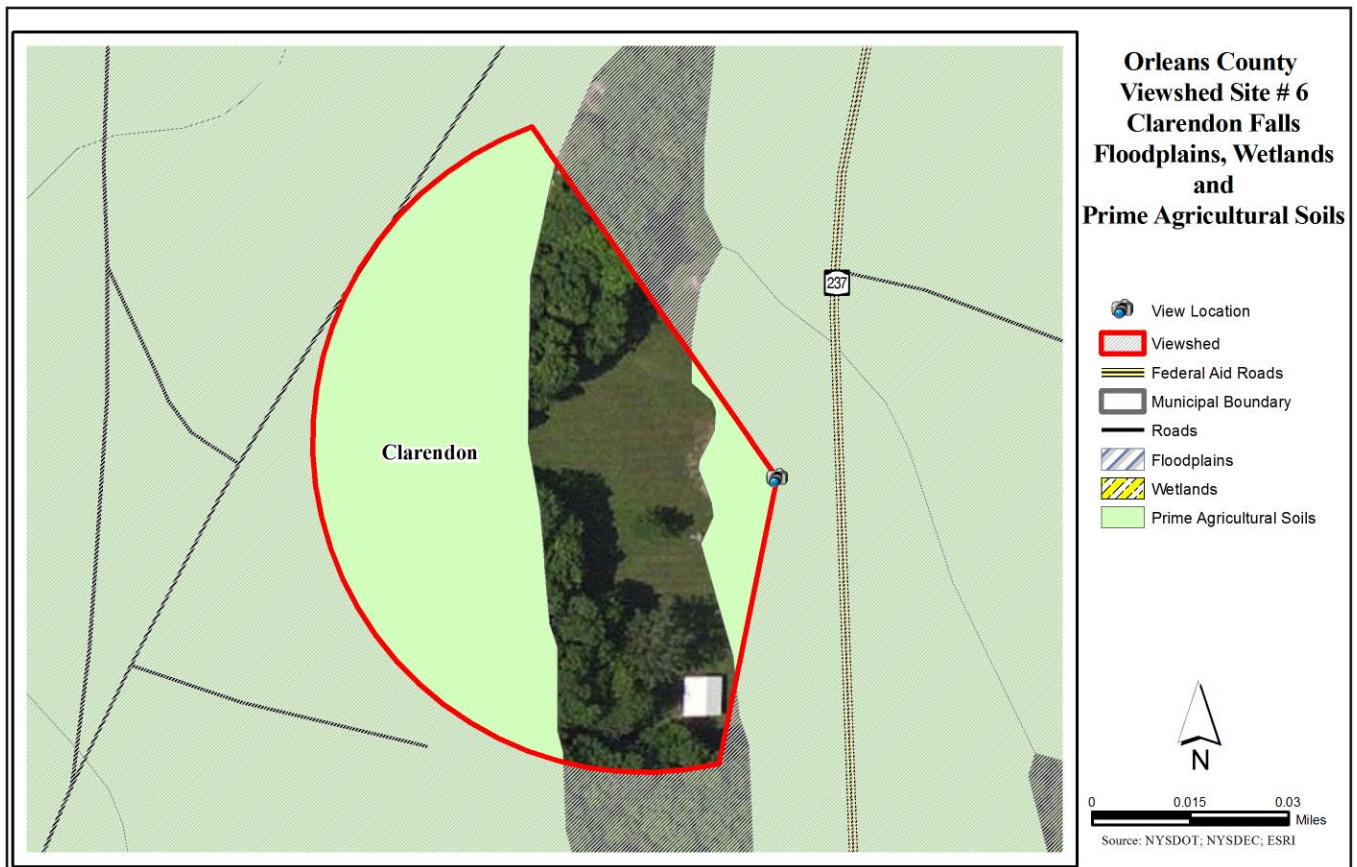 Orleans County
Viewshed Site # 6
Clarendon Falls
Floodplains, Wetlands
and
Prime Agricultural Soils
237
Clarendon
View Location
Viewshed
Federal Aid Roads
Municipal Boundary
Roads
Floodplains
Wetlands
Prime Agricultural Soils
N
0 0.015 0.03
Miles
Source: NYSDOT; NYSDEC; ESRI